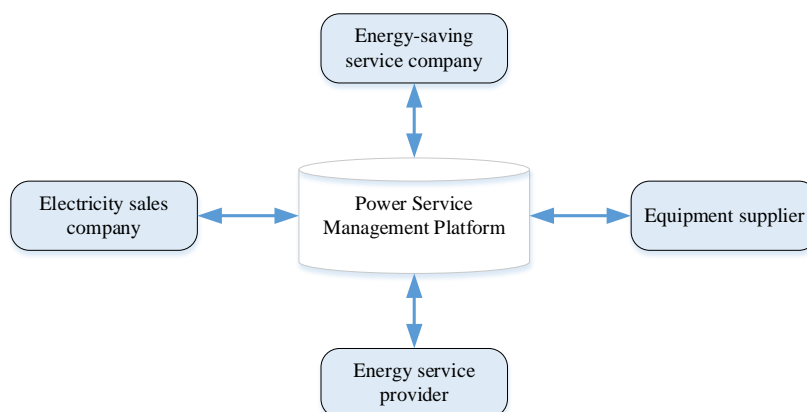 Energy-saving
service company
Electricity sales
company
Power Service
Management Platform
Equipment supplier
Energy service
provider